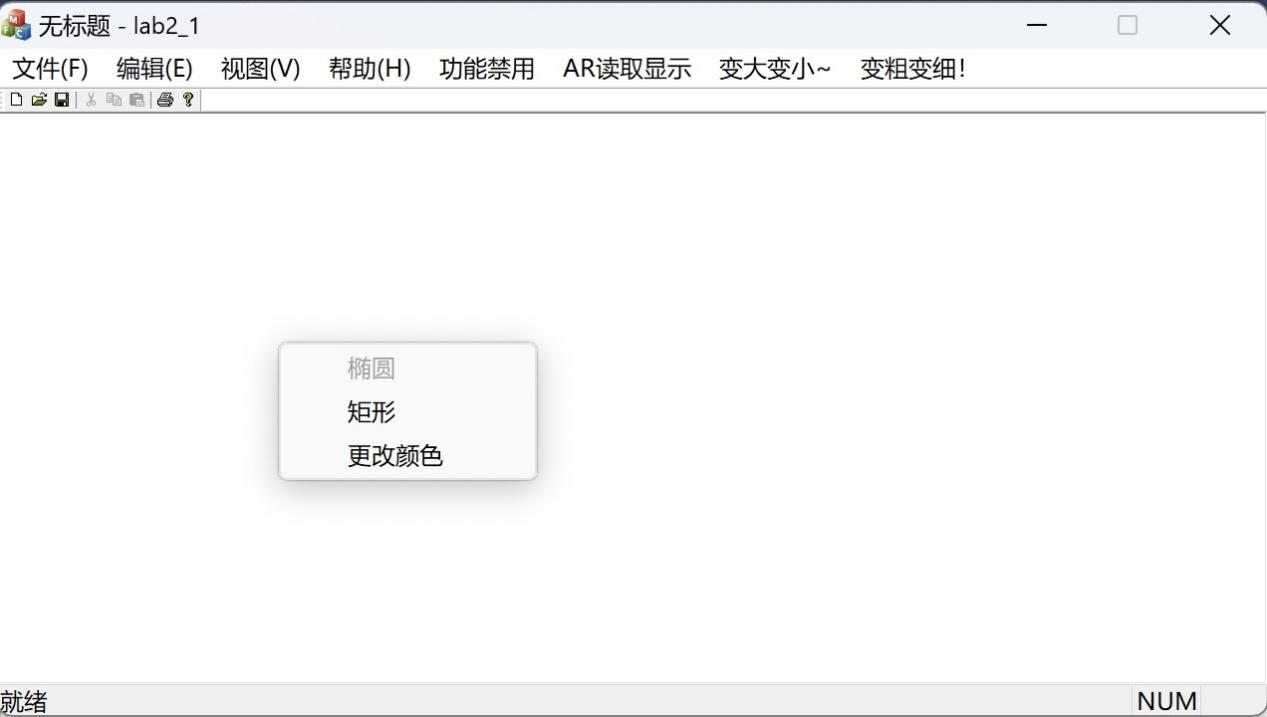 无标题 - lab2_1
文件(F) 编辑(E) 视图(V) 帮助(H) 功能禁用 AR读取显示 变大变小~ 变粗变细!
椭圆
矩形
更改颜色
就绪 NUM